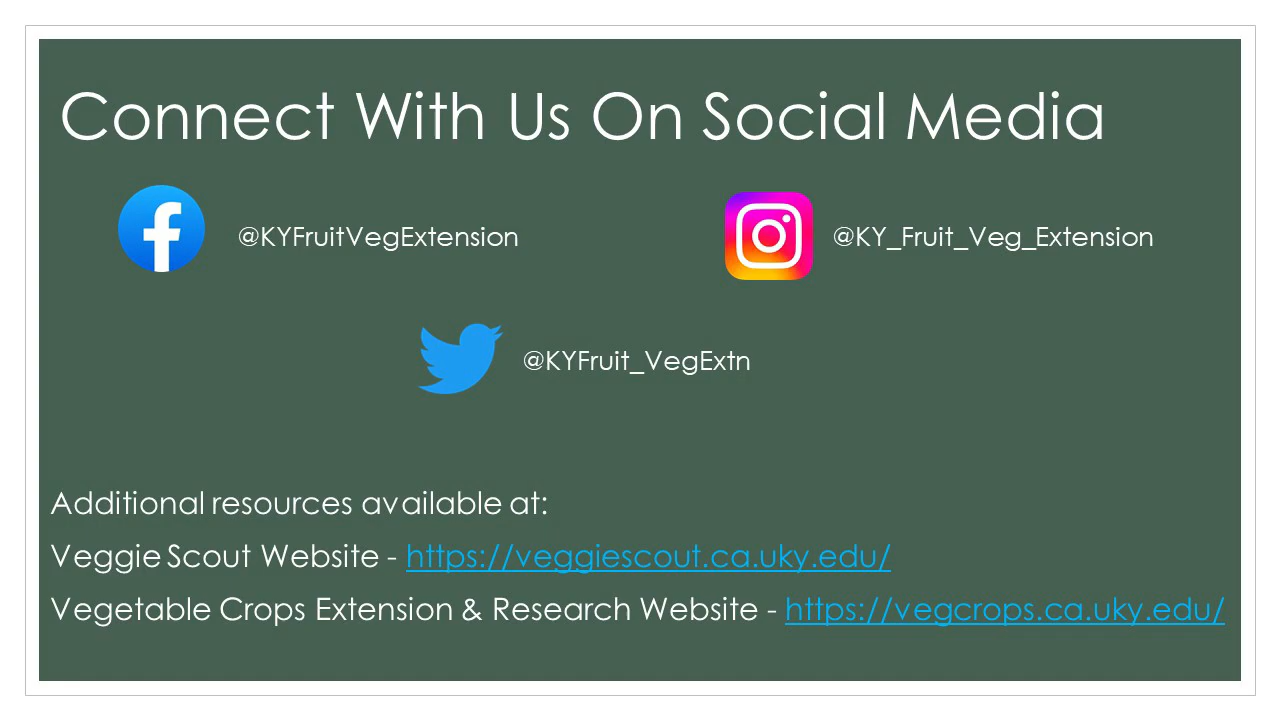 Connect With Us On Social Media
@KYFruitVegExtension
@KY_Fruit_Veg_Extension
@KYFruit_VegExtn
Additional resources available at:
Veggie Scout Website - https://veggiescout.ca.uky.edu/
Vegetable Crops Extension & Research Website - https://vegcrops.ca.uky.edu/